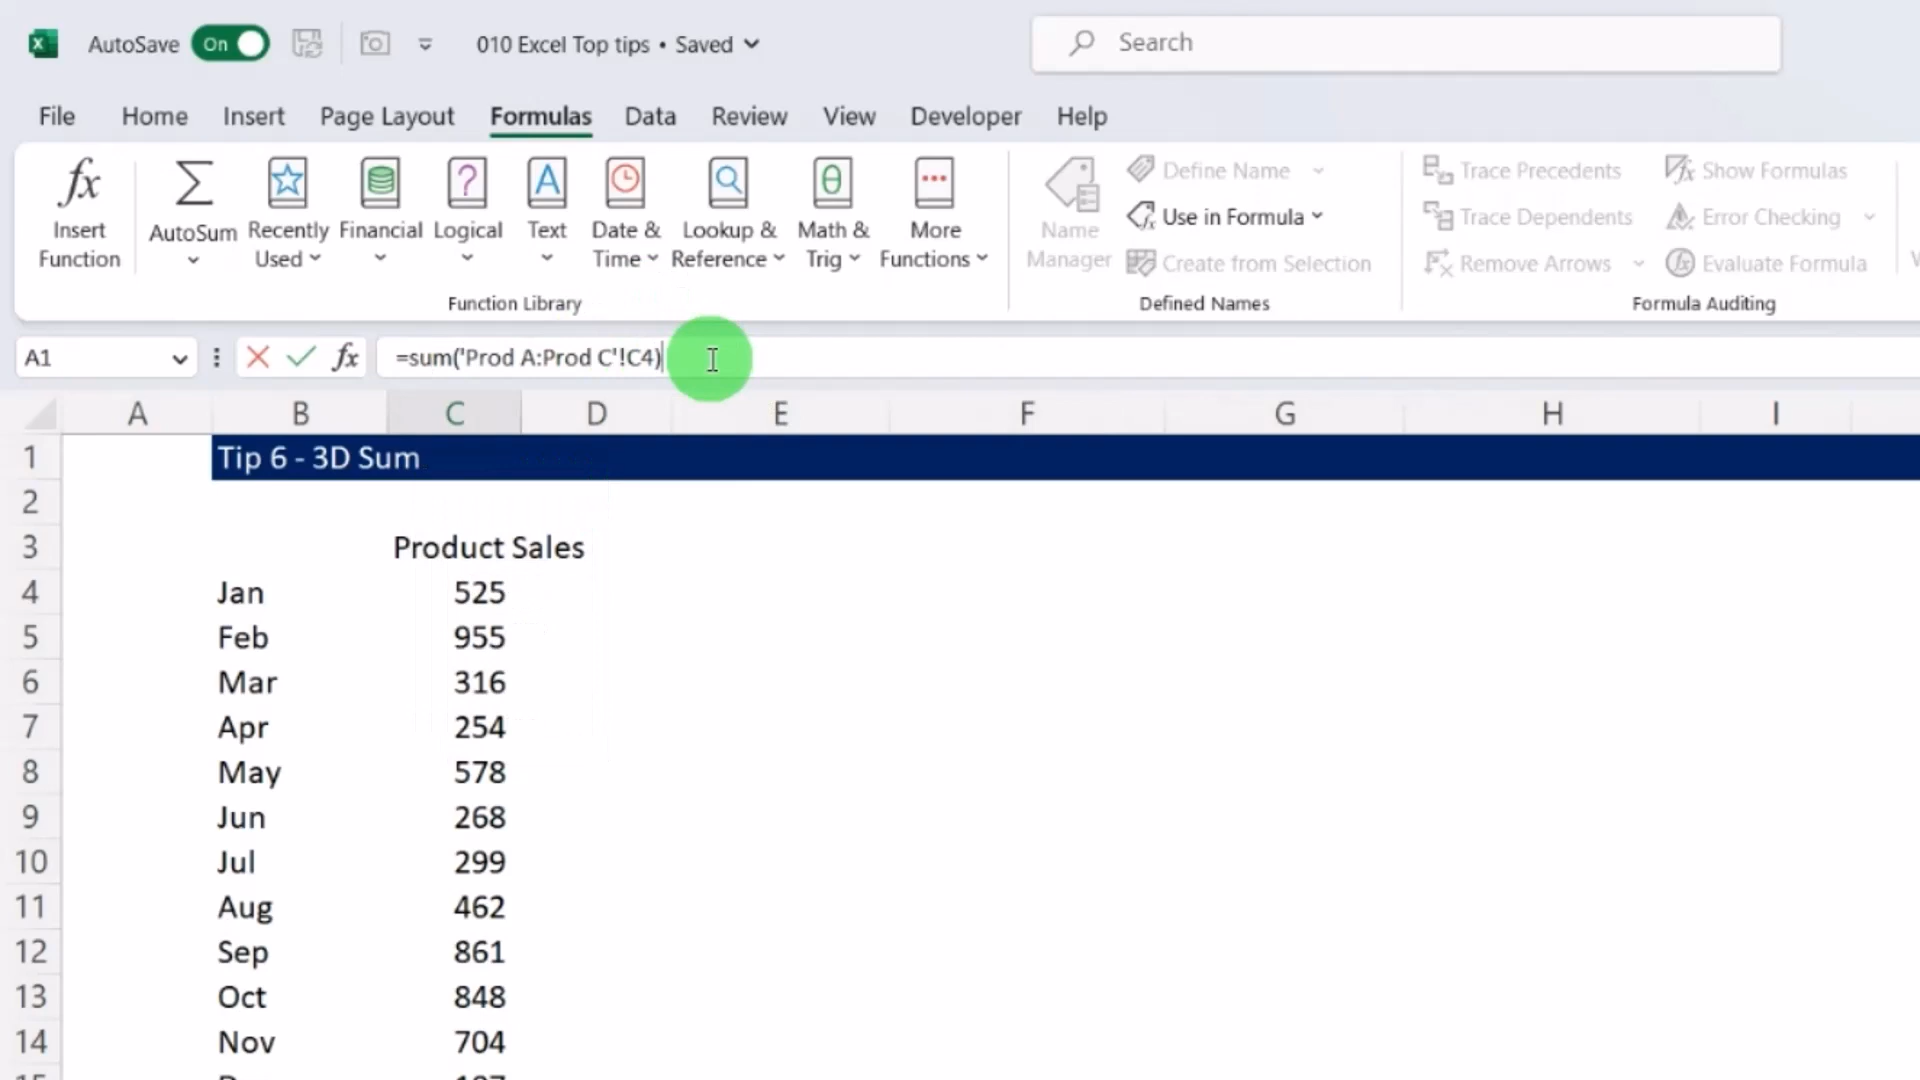 AutoSave On 010 Excel Top tips • Saved Search
File Home Insert Page Layout Formulas Data Review View Developer Help
Insert Function
AutoSum
Recently Used
Financial
Logical
Text
Date & Time
Lookup & Reference
Math & Trig
More Functions
Function Library
Name Manager
Define Name
Use in Formula
Create from Selection
Defined Names
Trace Precedents
Trace Dependents
Remove Arrows
Show Formulas
Error Checking
Evaluate Formula
Formula Auditing
A1 fx =sum('Prod A:Prod C'!C4)
A B C D E F G H I
1 Tip 6 - 3D Sum
2
3 Product Sales
4 Jan 525
5 Feb 955
6 Mar 316
7 Apr 254
8 May 578
9 Jun 268
10 Jul 299
11 Aug 462
12 Sep 861
13 Oct 848
14 Nov 704